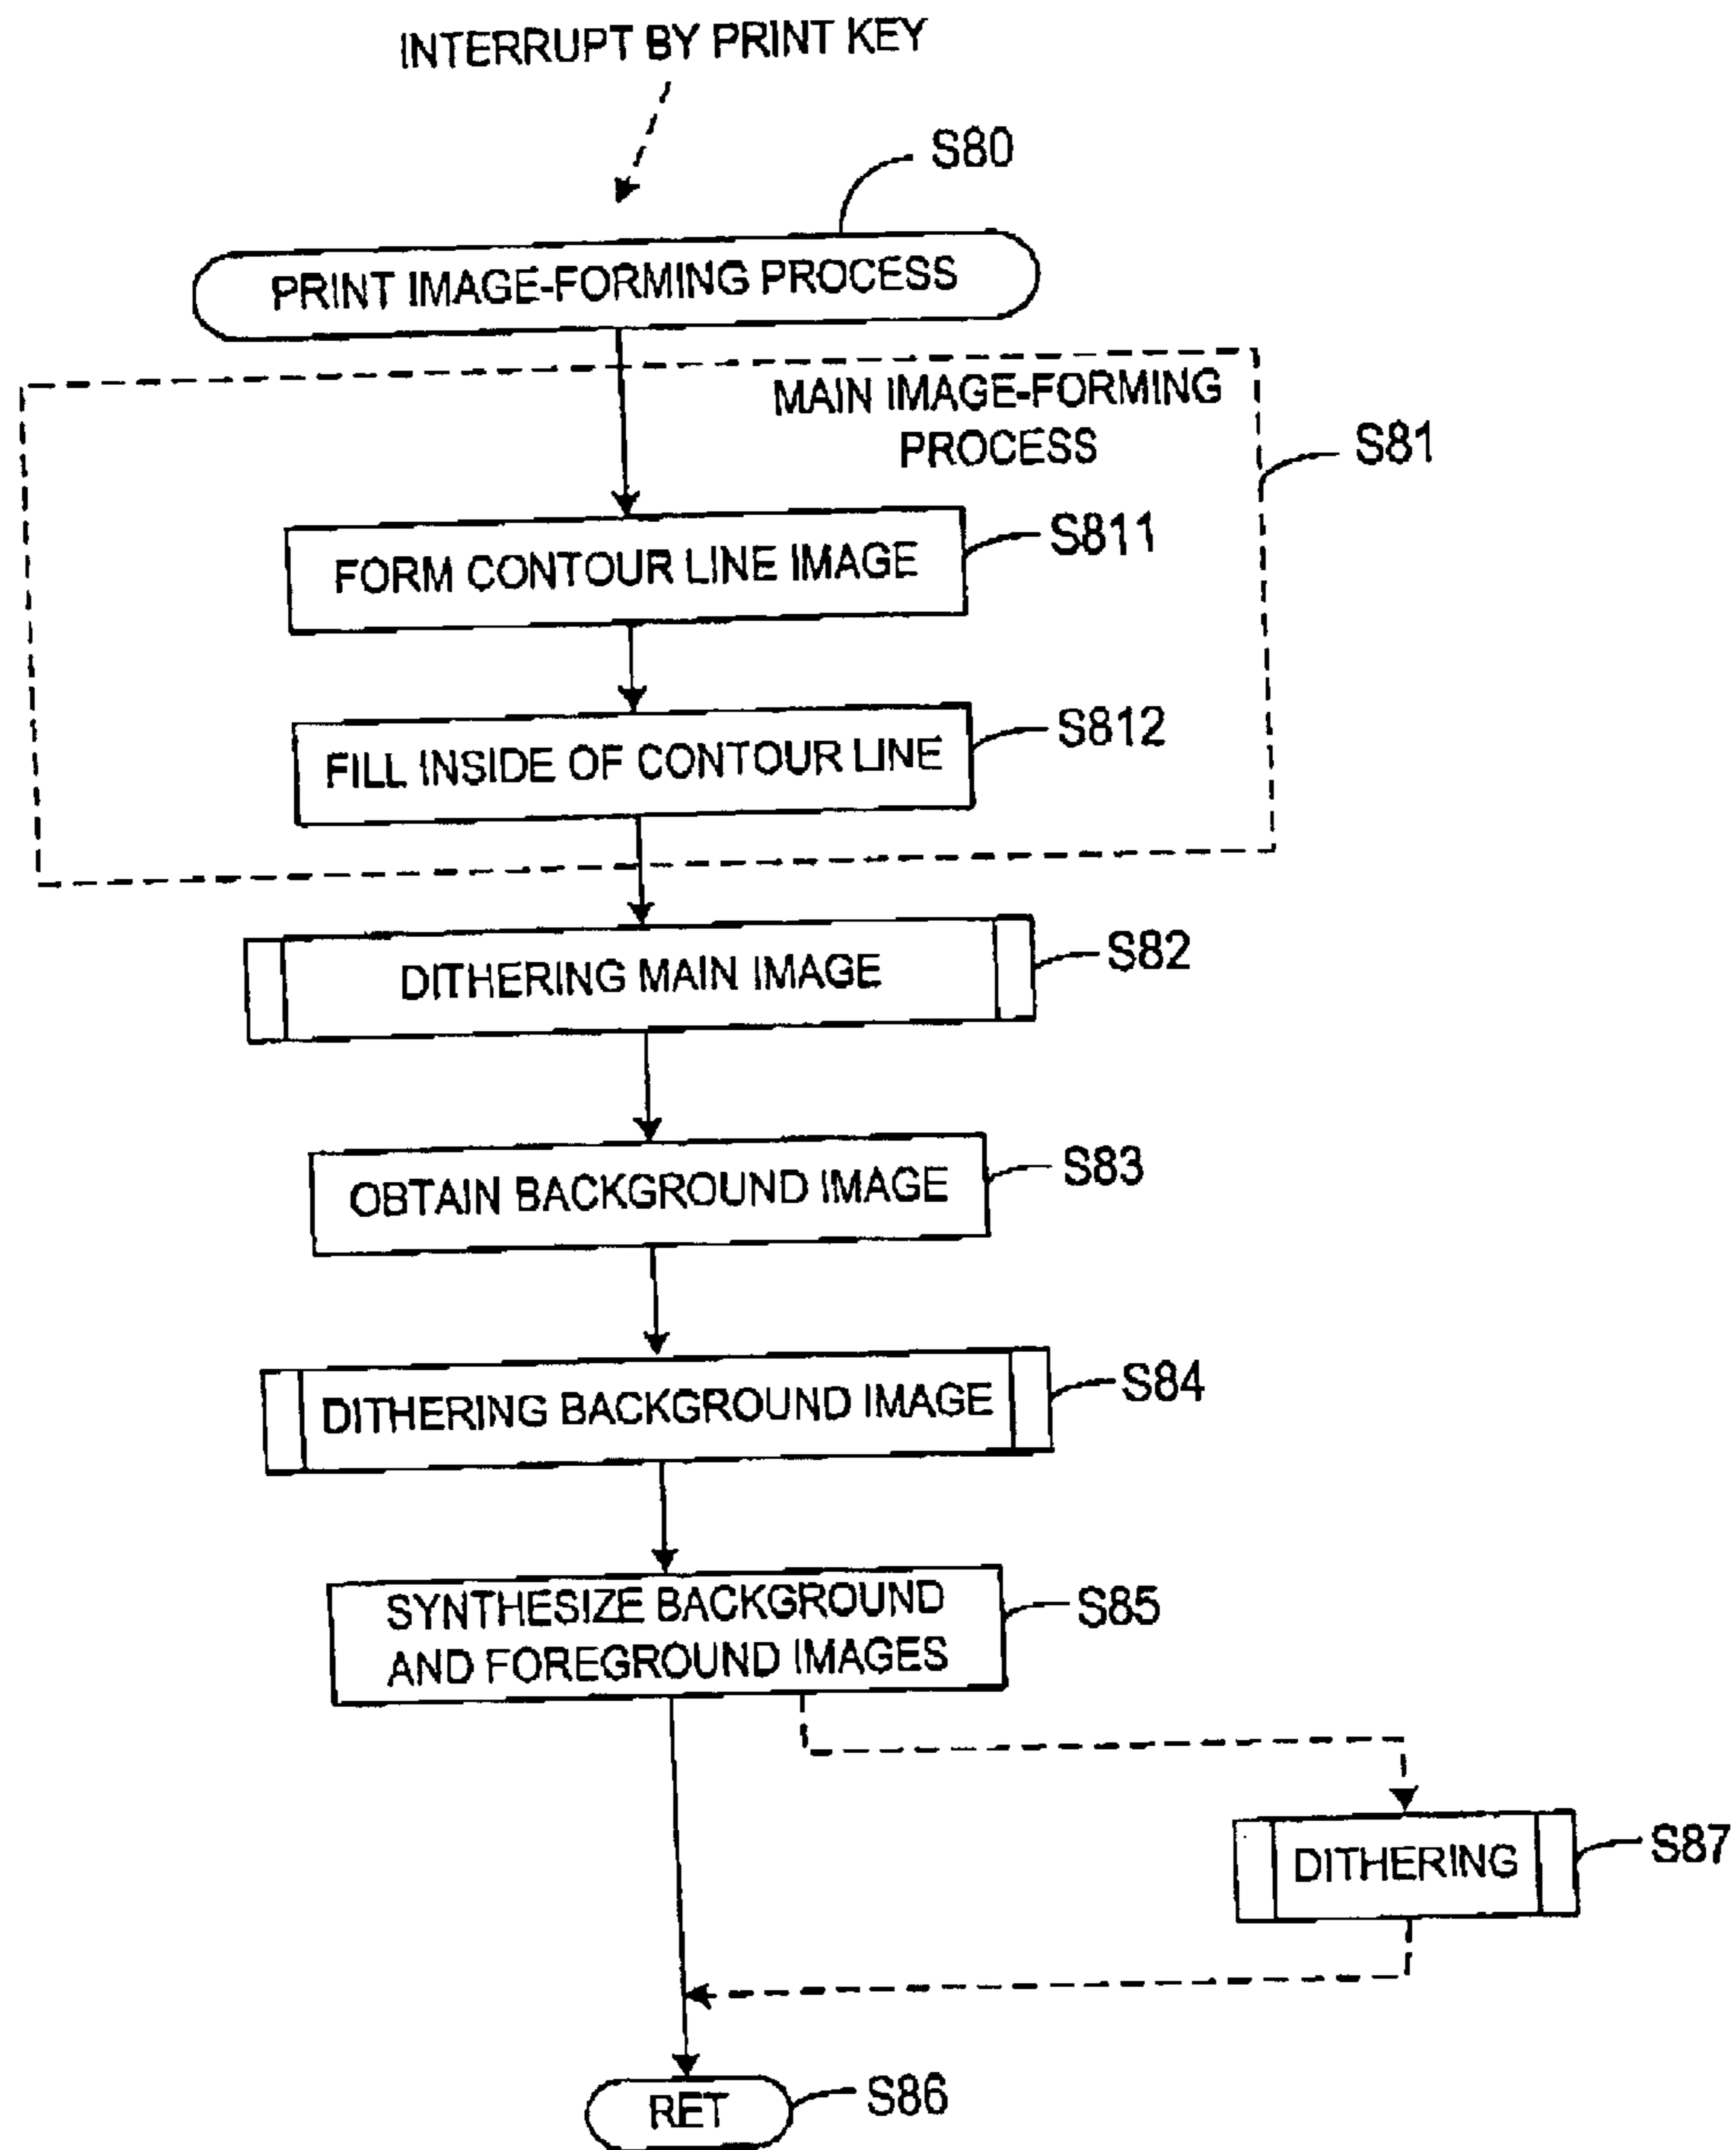 INTERRUPT BY PRINT KEY
S80
PRINT IMAGE-FORMING PROCESS
MAIN IMAGE-FORMING
PROCESS
S81
FORM CONTOUR LINE IMAGE
S811
FILL INSIDE OF CONTOUR LINE
S812
DITHERING MAIN IMAGE
S82
OBTAIN BACKGROUND IMAGE
S83
DITHERING BACKGROUND IMAGE
S84
SYNTHESIZE BACKGROUND
AND FOREGROUND IMAGES
S85
DITHERING
S87
RET
S86